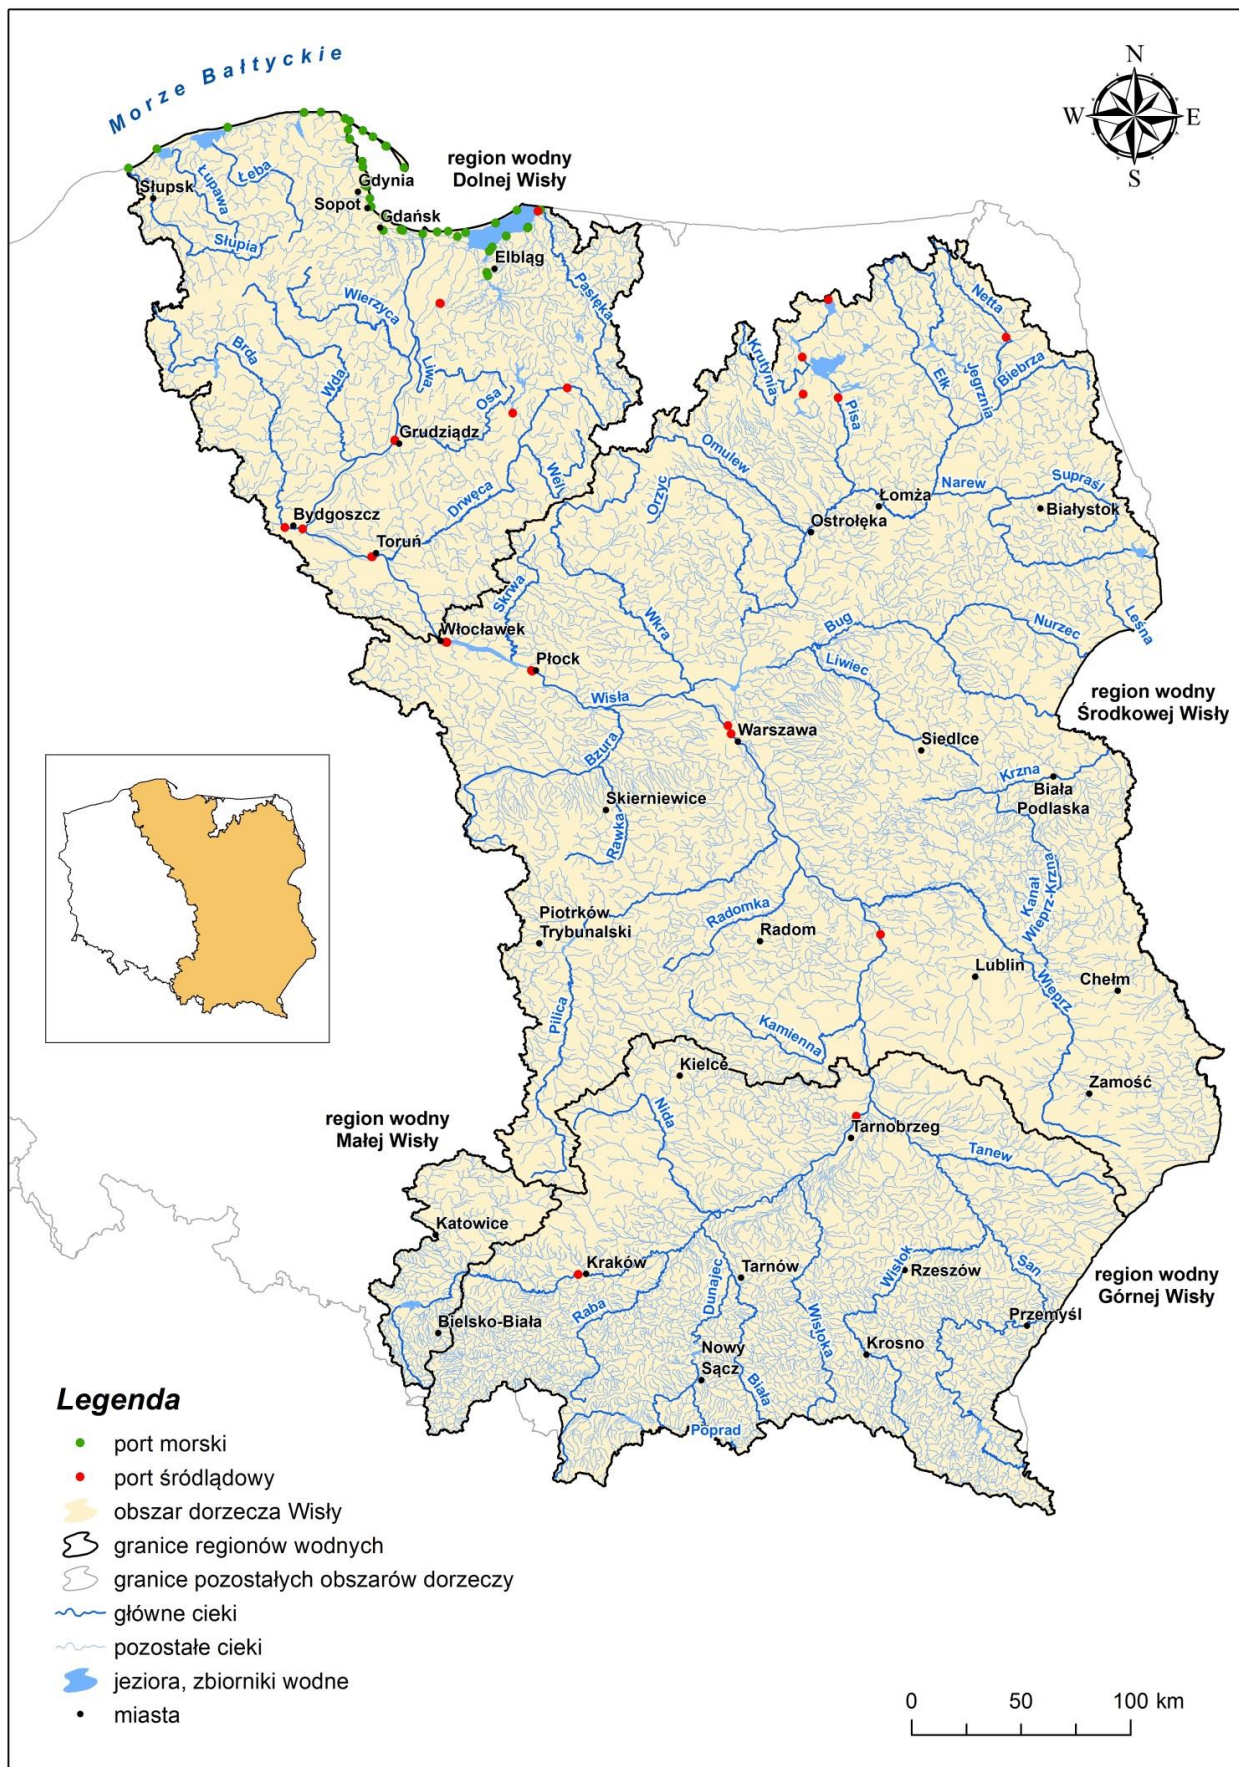 Morze Bałtyckie
N
W
E
S
region wodny
Dolnej Wisły
Gdynia
Słupsk
Łupawa
Łeba
Sopot
Gdańsk
Słupia
Elbląg
Pasłęka
Wierzyca
Netta
Brda
Wda
Liwa
Osa
Krutynia
Pisa
Ełk
Jegrznia
Biebrza
Grudziądz
Omulew
Wel
Drwęca
Orzyc
Łomża
Narew
Supraśl
Białystok
Ostrołęka
Bydgoszcz
Toruń
Skrwa
Włocławek
Wkra
Bug
Nurzec
Leśna
Liwiec
Płock
Wisła
region wodny
Środkowej Wisły
Warszawa
Siedlce
Bzura
Krzna
Biała
Podlaska
Skierniewice
Rawka
Kanał
Wieprz-Krzna
Piotrków
Trybunalski
Radomka
Radom
Lublin
Wieprz
Chełm
Pilica
Kamienna
Kielce
Zamość
Nida
region wodny
Małej Wisły
Tarnobrzeg
Tanew
Katowice
Kraków
Dunajec
Tarnów
Wisłok
Rzeszów
San
region wodny
Górnej Wisły
Raba
Wisłoka
Przemyśl
Bielsko-Biała
Krosno
Nowy
Sącz
Biała
Poprad
Legenda
port morski
port śródlądowy
obszar dorzecza Wisły
granice regionów wodnych
granice pozostałych obszarów dorzeczy
główne cieki
pozostałe cieki
jeziora, zbiorniki wodne
miasta
0 50 100 km